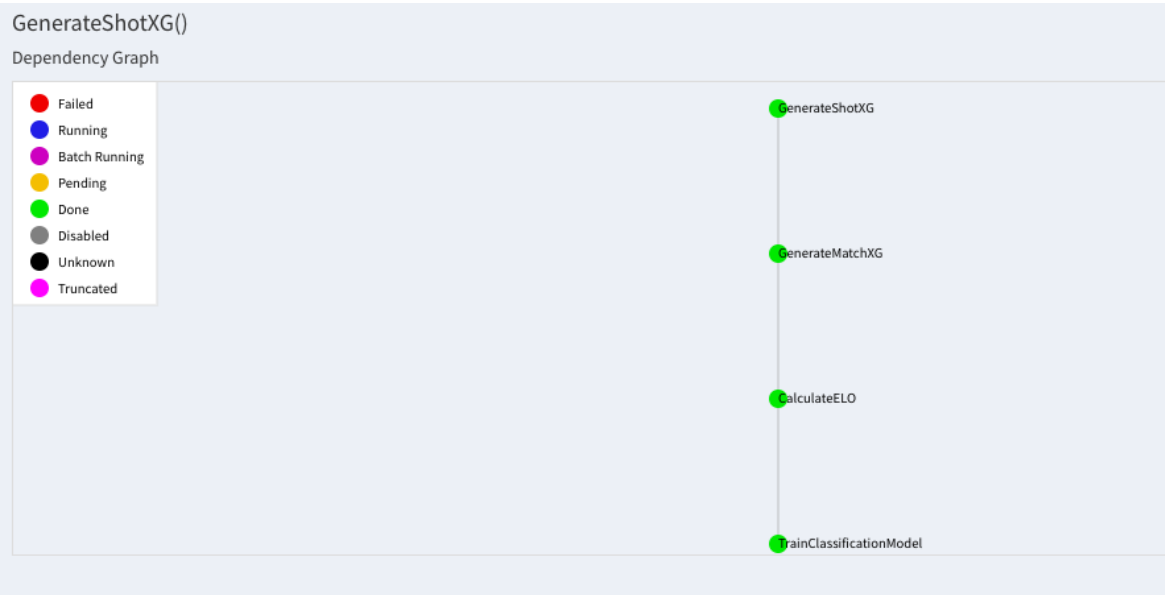 GenerateShotXG()
Dependency Graph
Failed
Running
Batch Running
Pending
Done
Disabled
Unknown
Truncated
GenerateShotXG
GenerateMatchXG
CalculateELO
TrainClassificationModel